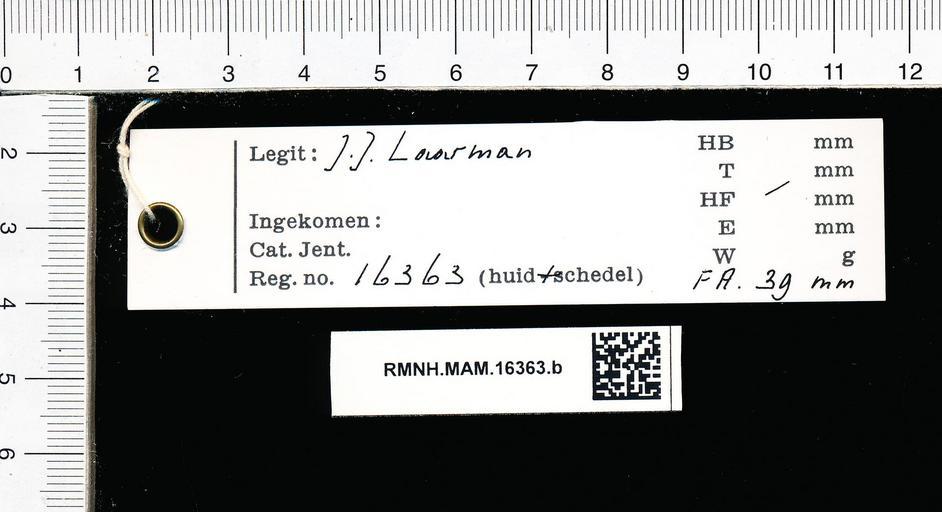 0 1 2 3 4 5 6 7 8 9 10 11 12
2
3
4
5
6
Legit: J.J. Laarman
HB mm
T mm
HF / mm
Ingekomen:
E mm
Cat. Jent.
W g
Reg. no. 16363 (huid+schedel)
FA. 39 mm
RMNH.MAM.16363.b